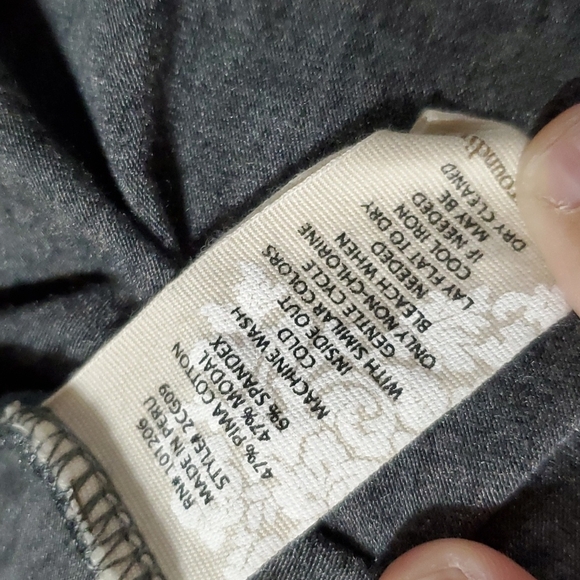 RN# 101206
MADE IN PERU
STYLE# 2CG09
47% PIMA COTTON
47% MODAL
6% SPANDEX
MACHINE WASH
COLD
INSIDE OUT
WITH SIMILAR COLORS
GENTLE CYCLE
ONLY NON CHLORINE
BLEACH WHEN
NEEDED
LAY FLAT TO DRY
COOL IRON
IF NEEDED
MAY BE
DRY CLEANED